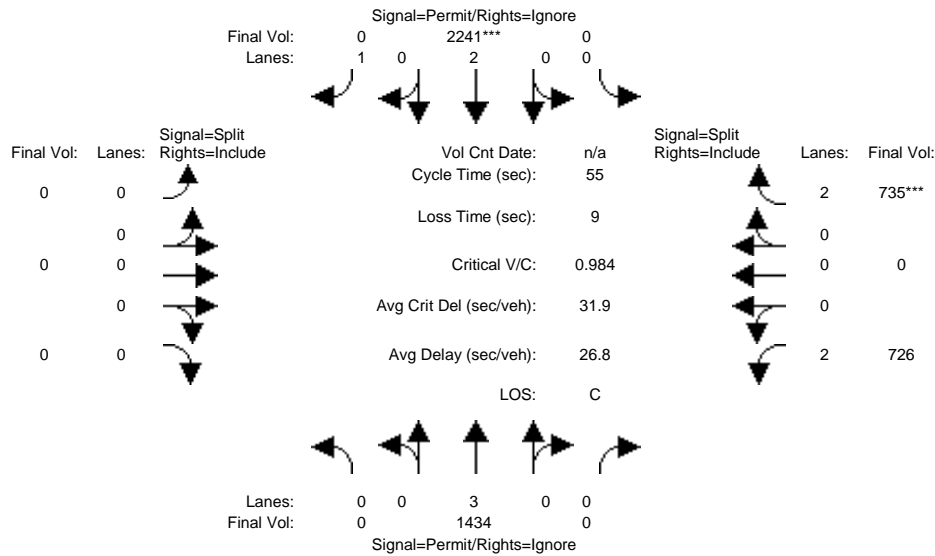 Signal=Permit/Rights=Ignore
Final Vol: 0 2241*** 0
Lanes: 1 0 2 0 0
Signal=Split Signal=Split
Final Vol: Lanes: Rights=Include Vol Cnt Date: n/a Rights=Include Lanes: Final Vol:
Cycle Time (sec): 55
0 0 2 735***
Loss Time (sec): 9
0 0
0 0 Critical V/C: 0.984 0 0
0 Avg Crit Del (sec/veh): 31.9 0
0 0 Avg Delay (sec/veh): 26.8 2 726
LOS: C
Lanes: 0 0 3 0 0
Final Vol: 0 1434 0
Signal=Permit/Rights=Ignore